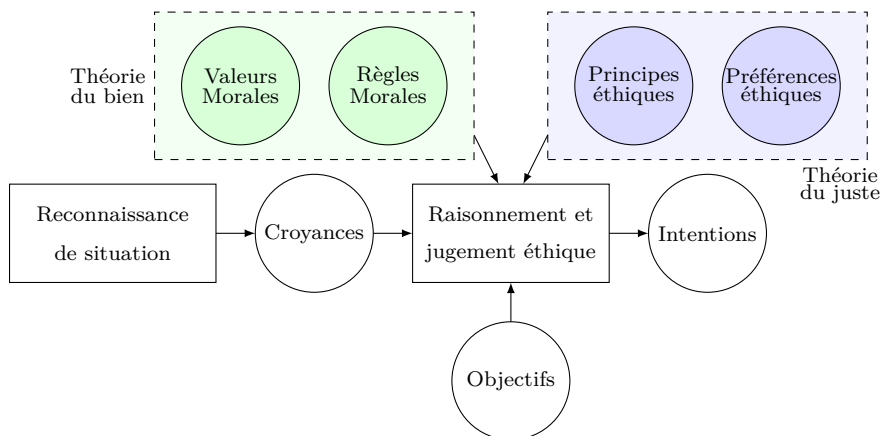 Théorie
du bien
Valeurs
Morales
Règles
Morales
Principes
éthiques
Préférences
éthiques
Théorie
du juste
Reconnaissance
de situation
Croyances
Raisonnement et
jugement éthique
Intentions
Objectifs